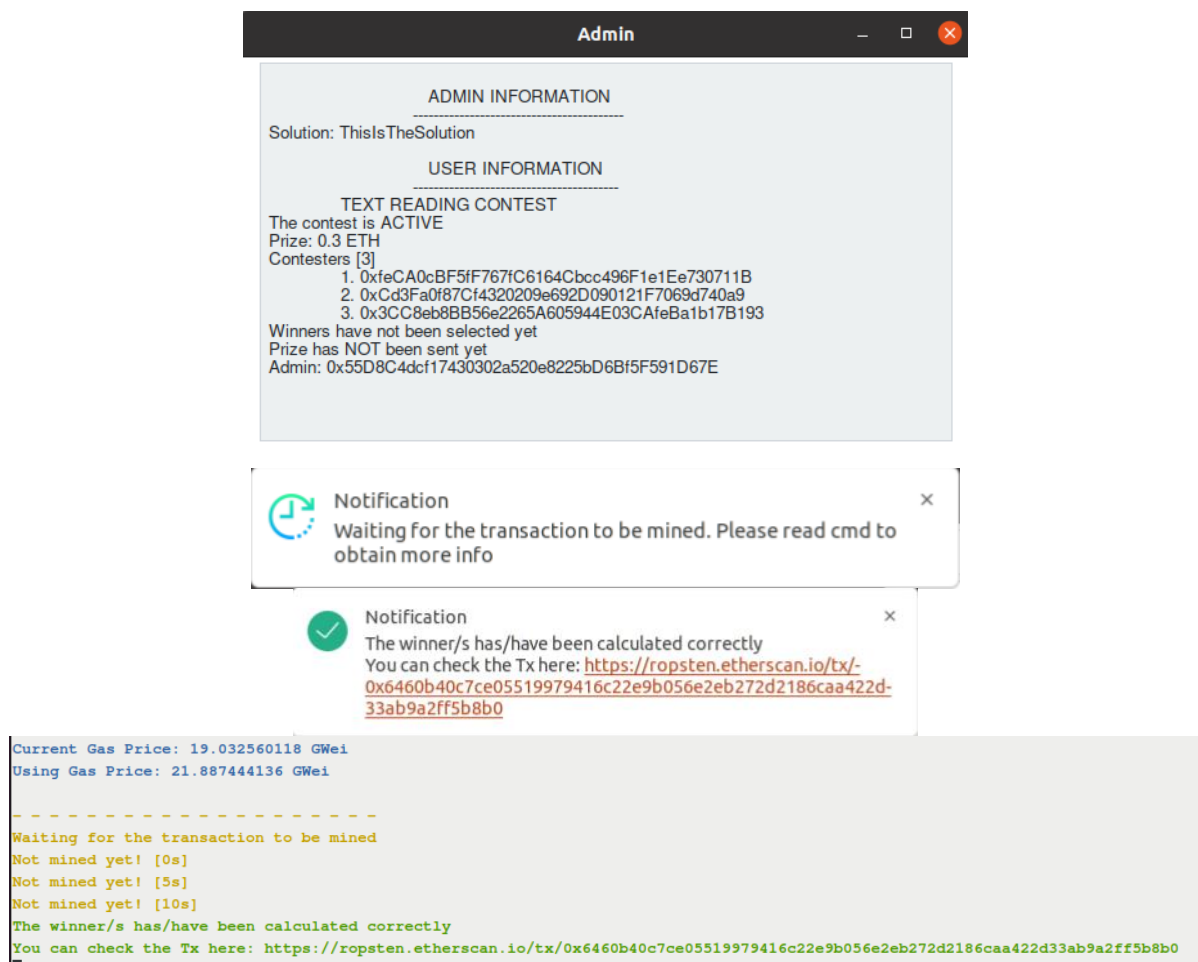 Admin
ADMIN INFORMATION
-----------------------------------------
Solution: ThisIsTheSolution
USER INFORMATION
----------------------------------------
TEXT READING CONTEST
The contest is ACTIVE
Prize: 0.3 ETH
Contesters [3]
1. 0xfeCA0cBF5fF767fC6164Cbcc496F1e1Ee730711B
2. 0xCd3Fa0f87Cf4320209e692D090121F7069d740a9
3. 0x3CC8eb8BB56e2265A605944E03CAfeBa1b17B193
Winners have not been selected yet
Prize has NOT been sent yet
Admin: 0x55D8C4dcf17430302a520e8225bD6Bf5F591D67E
Notification
Waiting for the transaction to be mined. Please read cmd to
obtain more info
Notification
The winner/s has/have been calculated correctly
You can check the Tx here: https://ropsten.etherscan.io/tx/-
0x6460b40c7ce05519979416c22e9b056e2eb272d2186caa422d-
33ab9a2ff5b8b0
Current Gas Price: 19.032560118 GWei
Using Gas Price: 21.887444136 GWei
- - - - - - - - - - - - - - - - - - - -
Waiting for the transaction to be mined
Not mined yet! [0s]
Not mined yet! [5s]
Not mined yet! [10s]
The winner/s has/have been calculated correctly
You can check the Tx here: https://ropsten.etherscan.io/tx/0x6460b40c7ce05519979416c22e9b056e2eb272d2186caa422d33ab9a2ff5b8b0